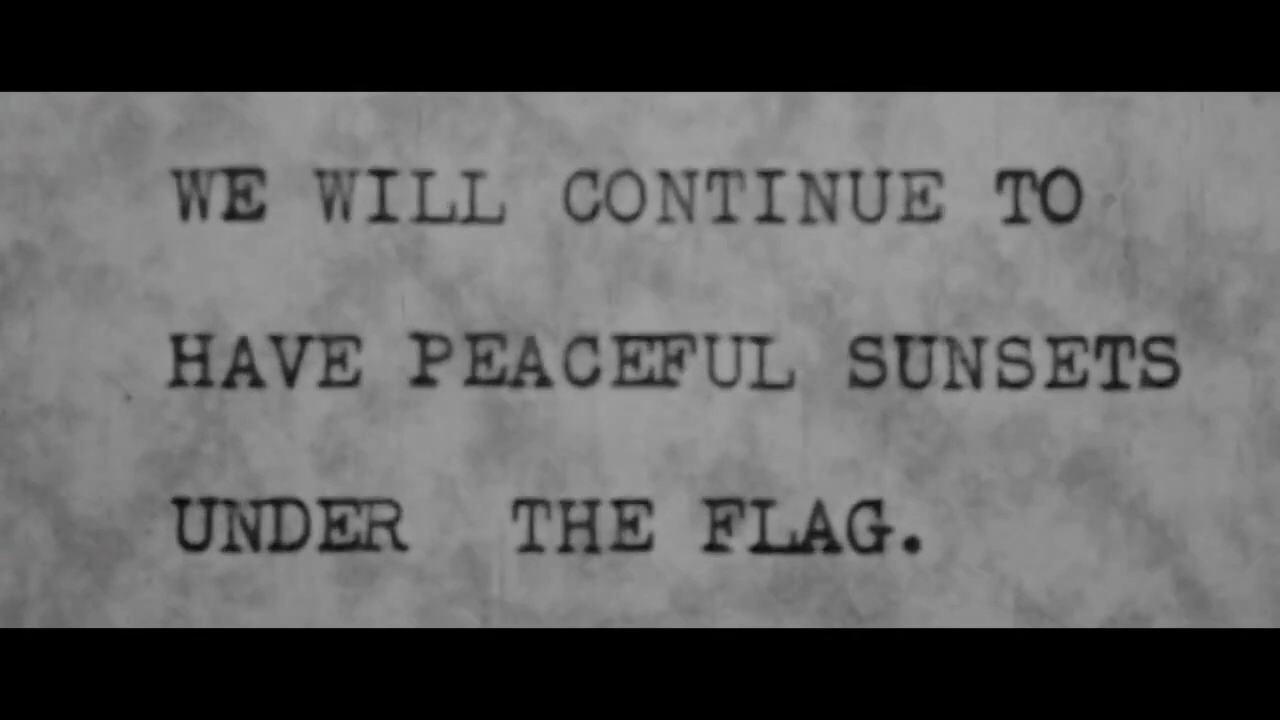 WE WILL CONTINUE TO
HAVE PEACEFUL SUNSETS
UNDER THE FLAG.